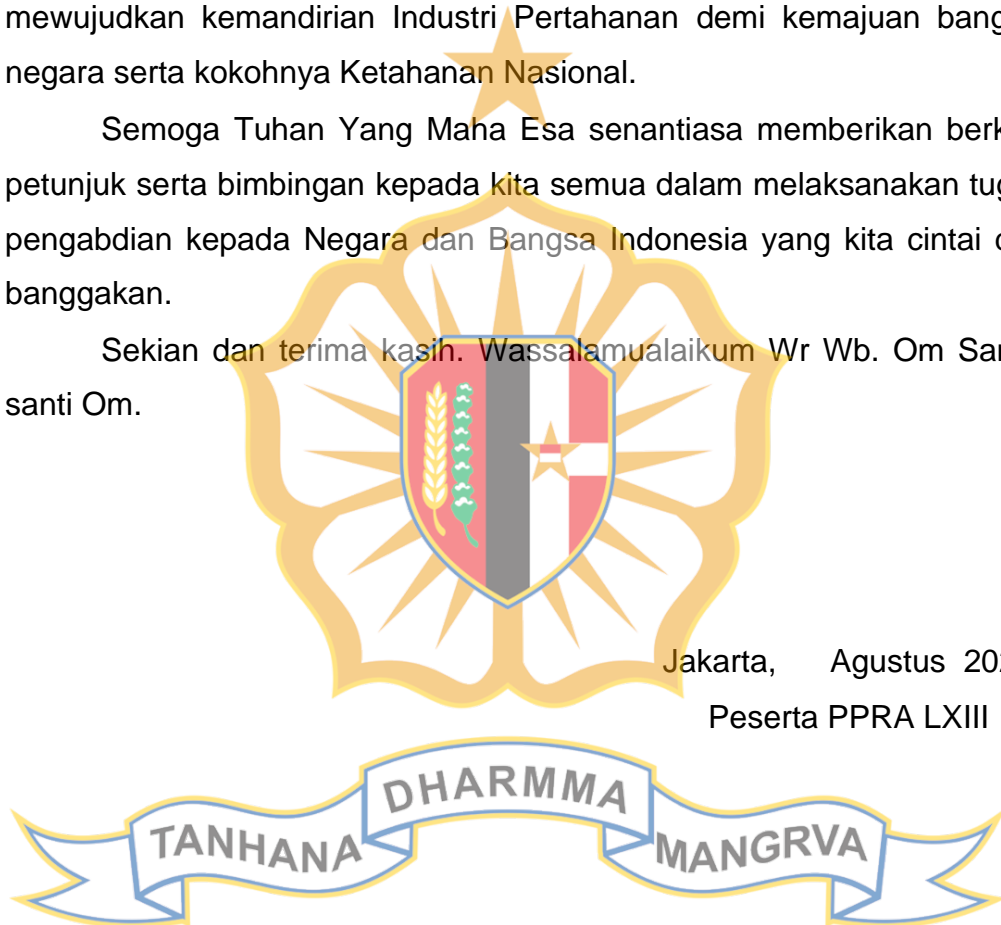 mewujudkan kemandirian Industri Pertahanan demi kemajuan bang
negara serta kokohnya Ketahanan Nasional.
Semoga Tuhan Yang Maha Esa senantiasa memberikan berk
petunjuk serta bimbingan kepada kita semua dalam melaksanakan tug
pengabdian kepada Negara dan Bangsa Indonesia yang kita cintai
banggakan.
Sekian dan terima kasih. Wassalamualaikum Wr Wb. Om San
santi Om.
Jakarta, Agustus 202
Peserta PPRA LXIII
TANHANA DHARMMA MANGRVA